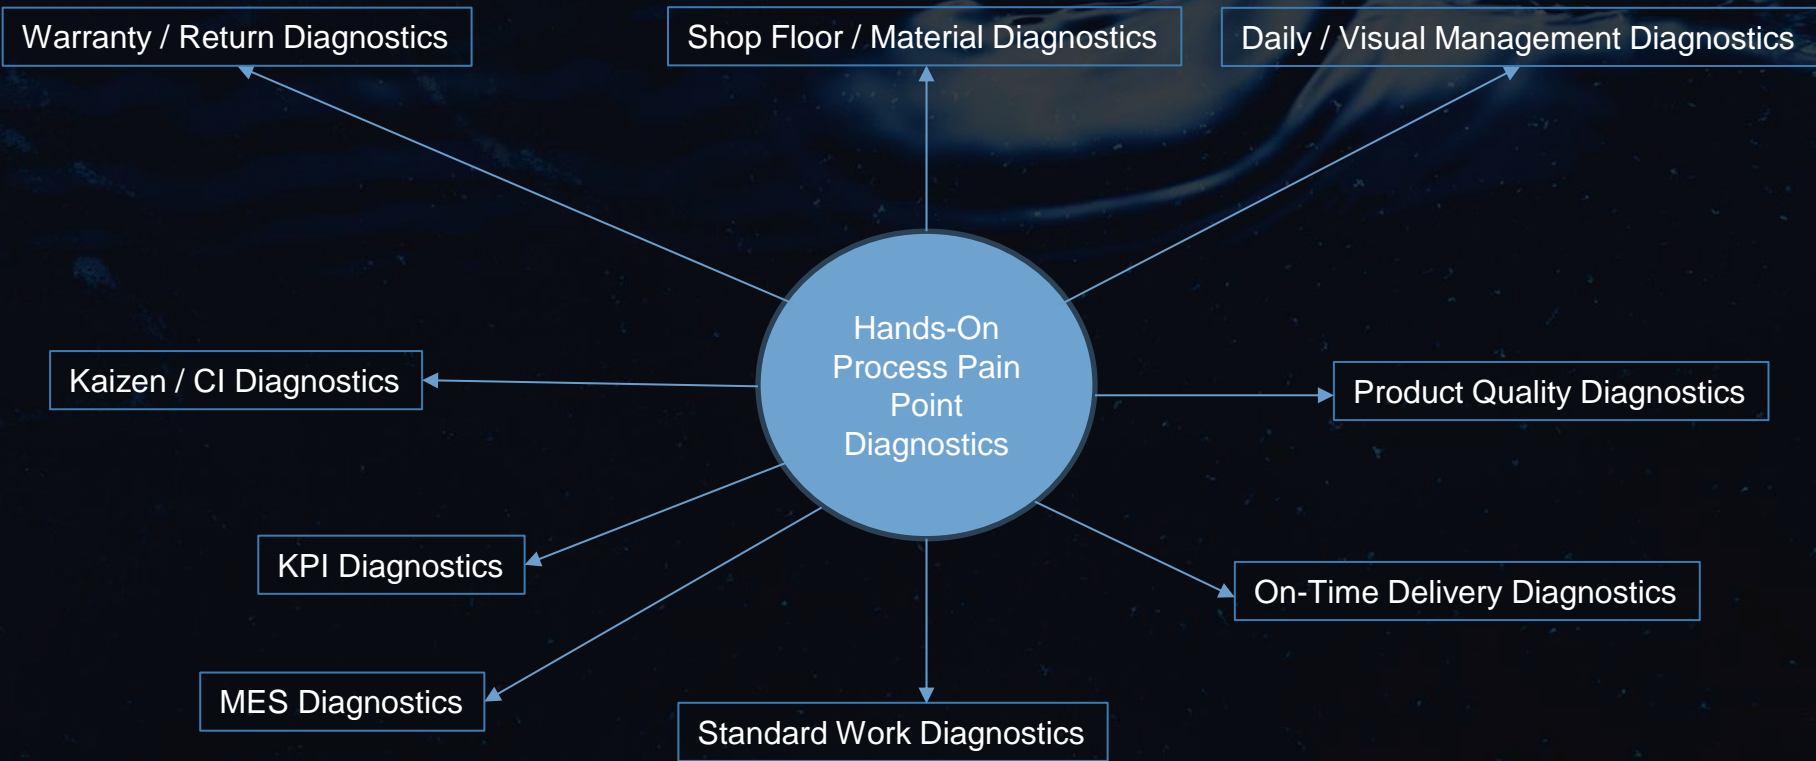 Warranty / Return Diagnostics
Shop Floor / Material Diagnostics
Daily / Visual Management Diagnostics
Hands-On
Process Pain
Point
Diagnostics
Kaizen / CI Diagnostics
Product Quality Diagnostics
KPI Diagnostics
On-Time Delivery Diagnostics
MES Diagnostics
Standard Work Diagnostics